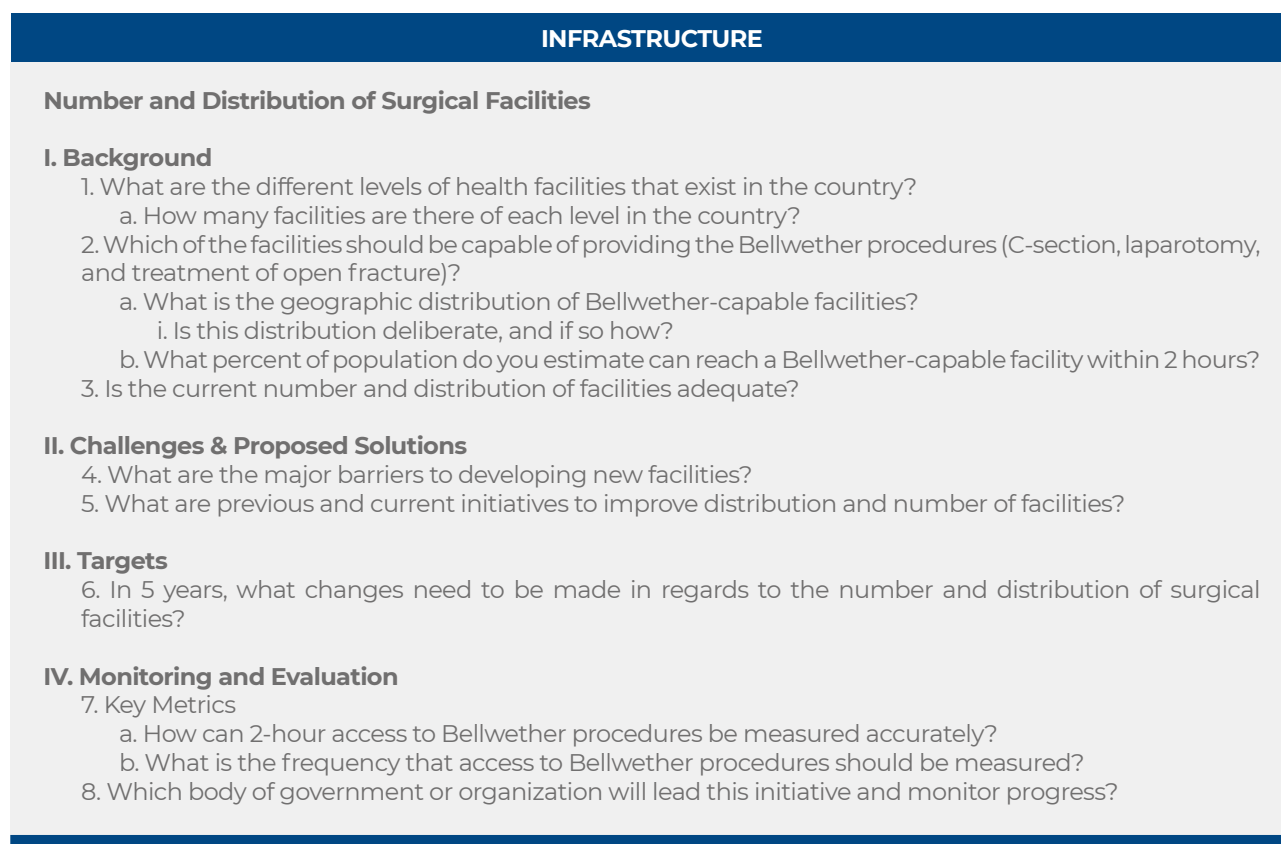 INFRASTRUCTURE
Number and Distribution of Surgical Facilities
I. Background
1. What are the different levels of health facilities that exist in the country?
a. How many facilities are there of each level in the country?
2. Which of the facilities should be capable of providing the Bellwether procedures (C-section, laparotomy,
and treatment of open fracture)?
a. What is the geographic distribution of Bellwether-capable facilities?
i. Is this distribution deliberate, and if so how?
b. What percent of population do you estimate can reach a Bellwether-capable facility within 2 hours?
3. Is the current number and distribution of facilities adequate?
II. Challenges & Proposed Solutions
4. What are the major barriers to developing new facilities?
5. What are previous and current initiatives to improve distribution and number of facilities?
III. Targets
6. In 5 years, what changes need to be made in regards to the number and distribution of surgical
facilities?
IV. Monitoring and Evaluation
7. Key Metrics
a. How can 2-hour access to Bellwether procedures be measured accurately?
b. What is the frequency that access to Bellwether procedures should be measured?
8. Which body of government or organization will lead this initiative and monitor progress?